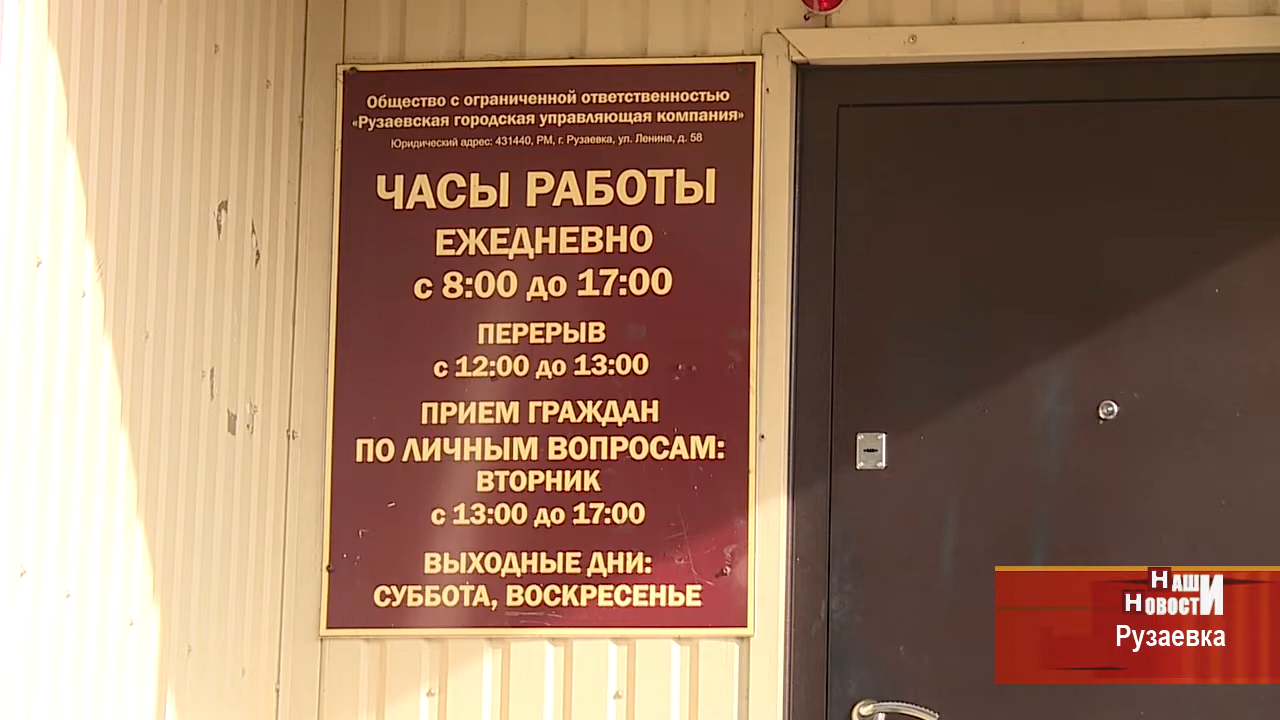 Общество с ограниченной ответственностью
«Рузаевская городская управляющая компания»
Юридический адрес: 431440, РМ, г. Рузаевка, ул. Ленина, д. 58
ЧАСЫ РАБОТЫ
ЕЖЕДНЕВНО
с 8:00 до 17:00
ПЕРЕРЫВ
с 12:00 до 13:00
ПРИЕМ ГРАЖДАН
ПО ЛИЧНЫМ ВОПРОСАМ:
ВТОРНИК
с 13:00 до 17:00
ВЫХОДНЫЕ ДНИ:
СУББОТА, ВОСКРЕСЕНЬЕ
НАШИ
НОВОСТИ
Рузаевка